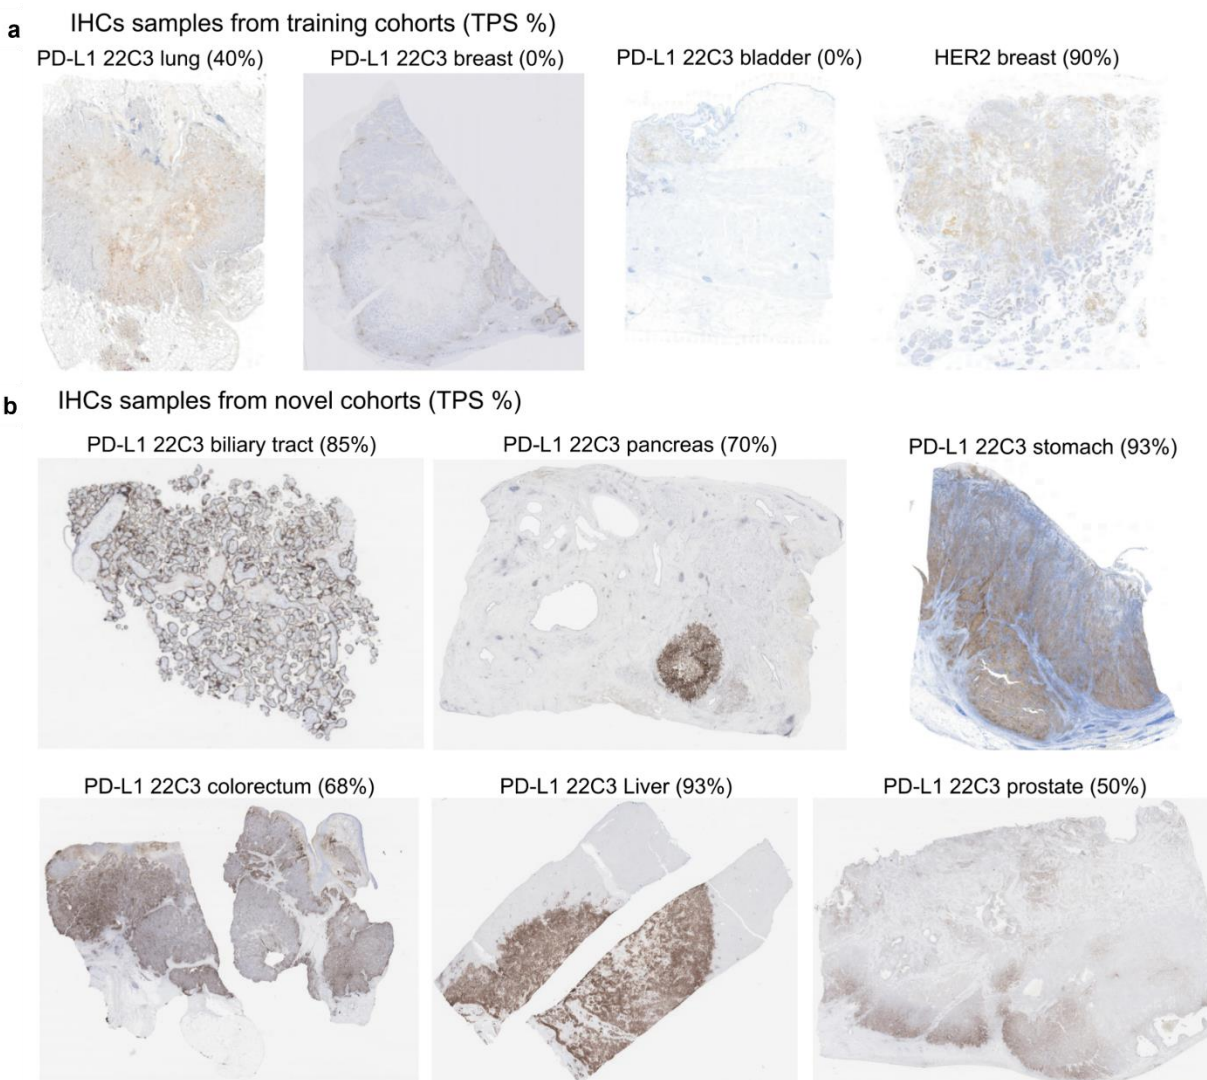 a
IHCs samples from training cohorts (TPS %)
PD-L1 22C3 lung (40%)
PD-L1 22C3 breast (0%)
PD-L1 22C3 bladder (0%)
HER2 breast (90%)
b
IHCs samples from novel cohorts (TPS %)
PD-L1 22C3 biliary tract (85%)
PD-L1 22C3 pancreas (70%)
PD-L1 22C3 stomach (93%)
PD-L1 22C3 colorectum (68%)
PD-L1 22C3 Liver (93%)
PD-L1 22C3 prostate (50%)